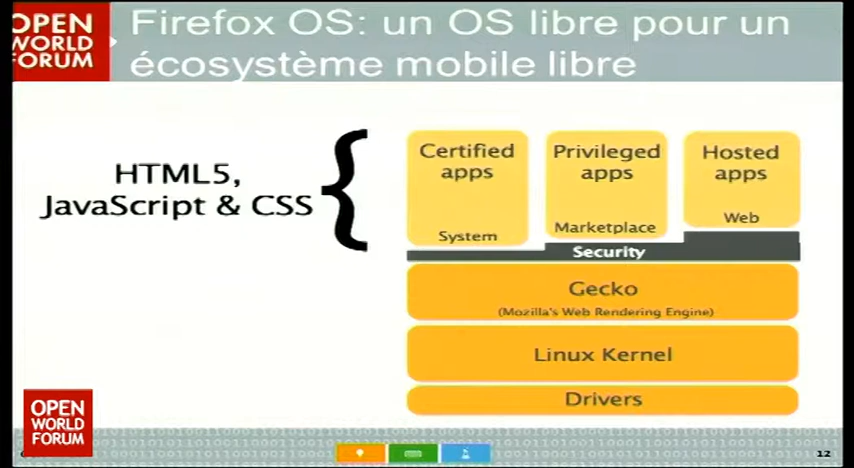 OPEN
WORLD
FORUM
Firefox OS: un OS libre pour un
écosystème mobile libre
HTML5,
JavaScript & CSS
{
Certified
apps
System
Privileged
apps
Marketplace
Hosted
apps
Web
Security
Gecko
(Mozilla's Web Rendering Engine)
Linux Kernel
Drivers
OPEN
WORLD
FORUM
12